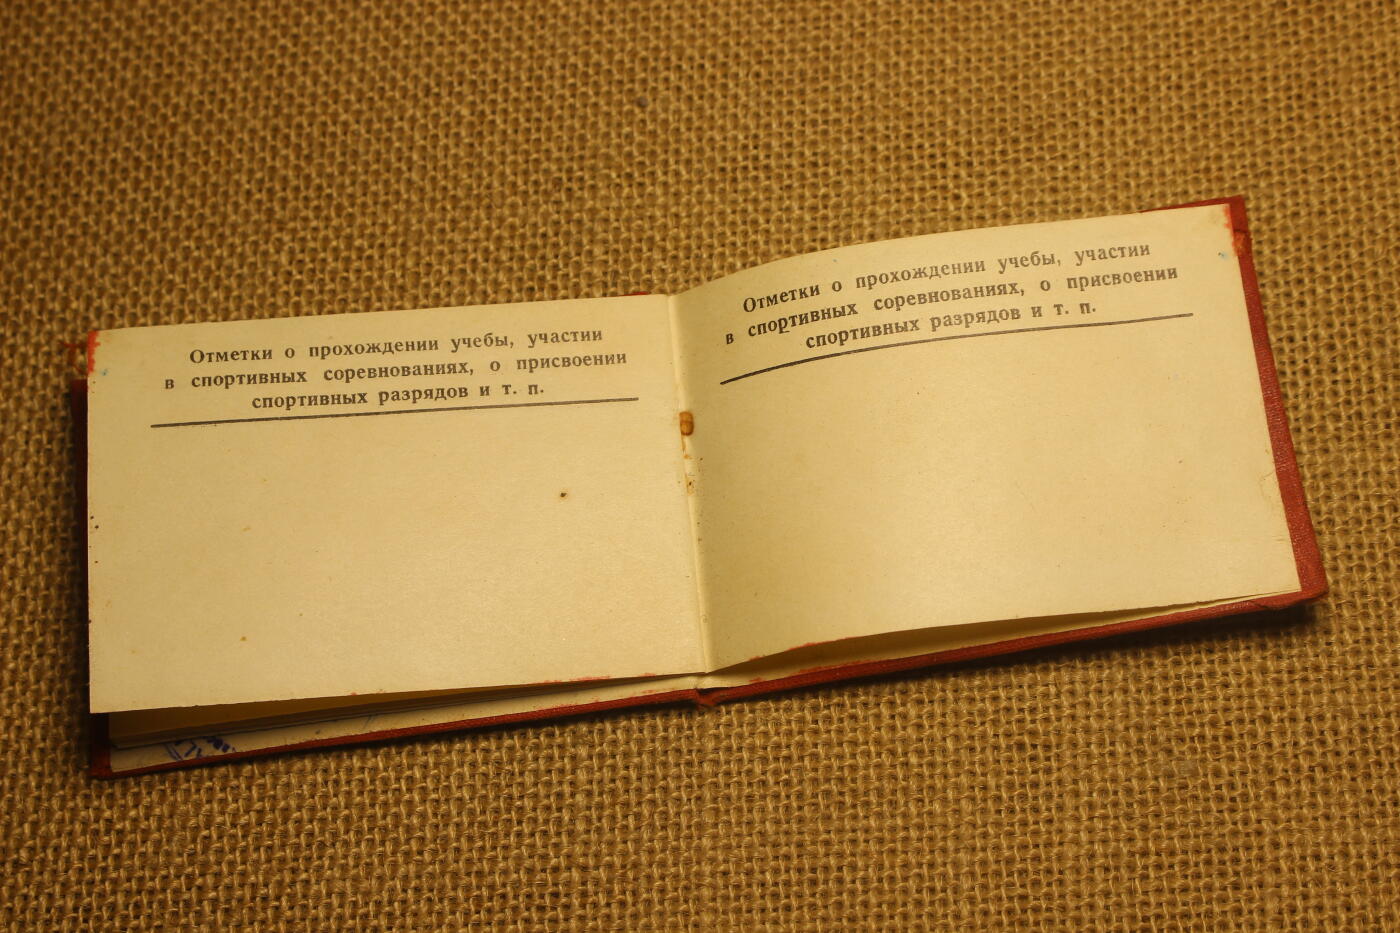 Отметки о прохождении учебы, участии
в спортивных соревнованиях, о присвоении
спортивных разрядов и т. п.
Отметки о прохождении учебы, участии
в спортивных соревнованиях, о присвоении
спортивных разрядов и т. п.